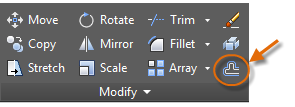 Move Rotate Trim
Copy Mirror Fillet
Stretch Scale Array
Modify